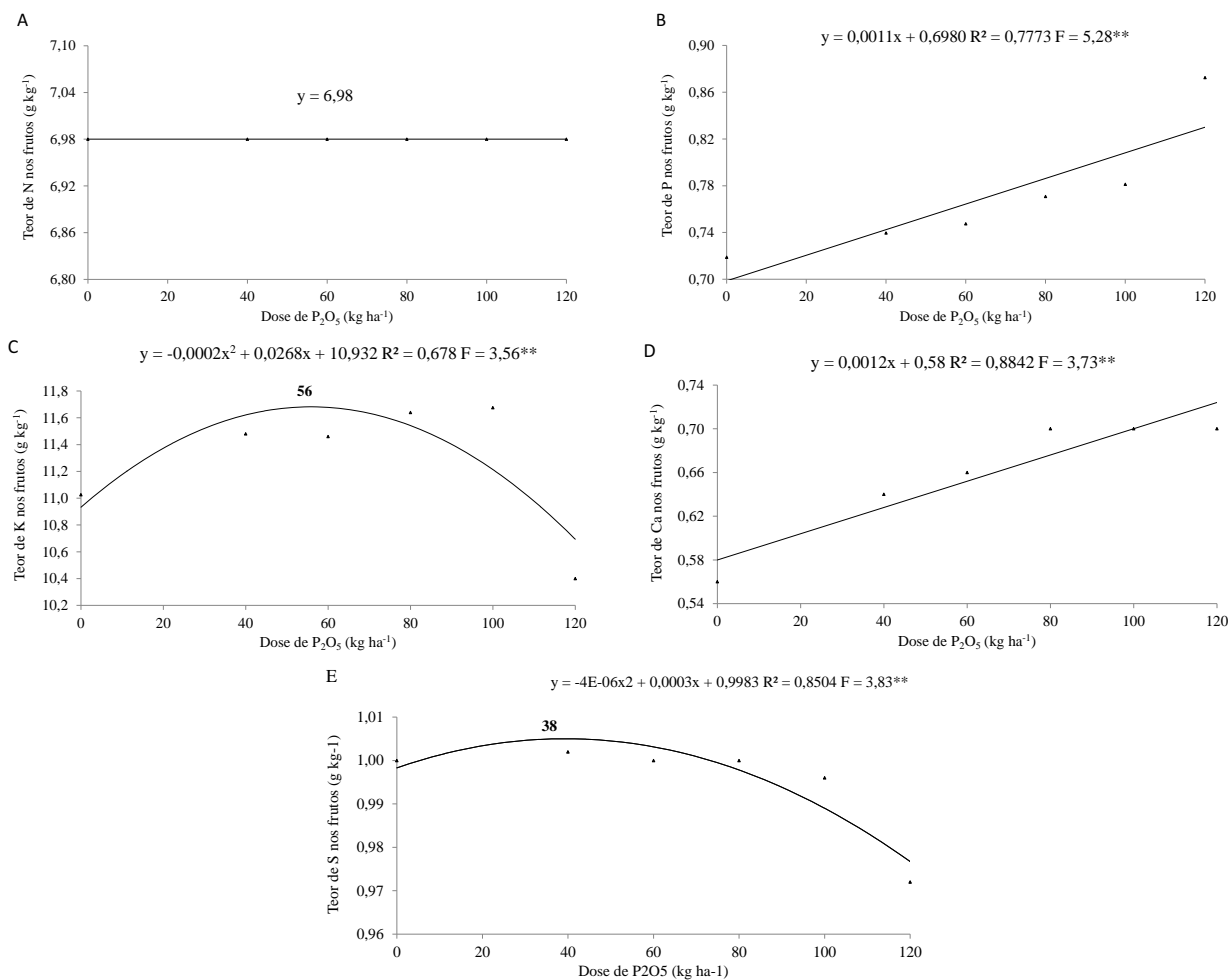 A
y = 6,98
Teor de N nos frutos (g kg⁻¹)
7,10
7,04
6,98
6,92
6,86
6,80
0 20 40 60 80 100 120
Dose de P₂O₅ (kg ha⁻¹)
B
y = 0,0011x + 0,6980 R² = 0,7773 F = 5,28**
Teor de P nos frutos (g kg⁻¹)
0,90
0,86
0,82
0,78
0,74
0,70
0 20 40 60 80 100 120
Dose de P₂O₅ (kg ha⁻¹)
C
y = -0,0002x² + 0,0268x + 10,932 R² = 0,678 F = 3,56**
56
Teor de K nos frutos (g kg⁻¹)
11,8
11,6
11,4
11,2
11,0
10,8
10,6
10,4
10,2
0 20 40 60 80 100 120
Dose de P₂O₅ (kg ha⁻¹)
D
y = 0,0012x + 0,58 R² = 0,8842 F = 3,73**
Teor de Ca nos frutos (g kg⁻¹)
0,74
0,70
0,66
0,62
0,58
0,54
0 20 40 60 80 100 120
Dose de P₂O₅ (kg ha⁻¹)
E
y = -4E-06x2 + 0,0003x + 0,9983 R² = 0,8504 F = 3,83**
38
Teor de S nos frutos (g kg-1)
1,01
1,00
0,99
0,98
0,97
0,96
0 20 40 60 80 100 120
Dose de P2O5 (kg ha-1)